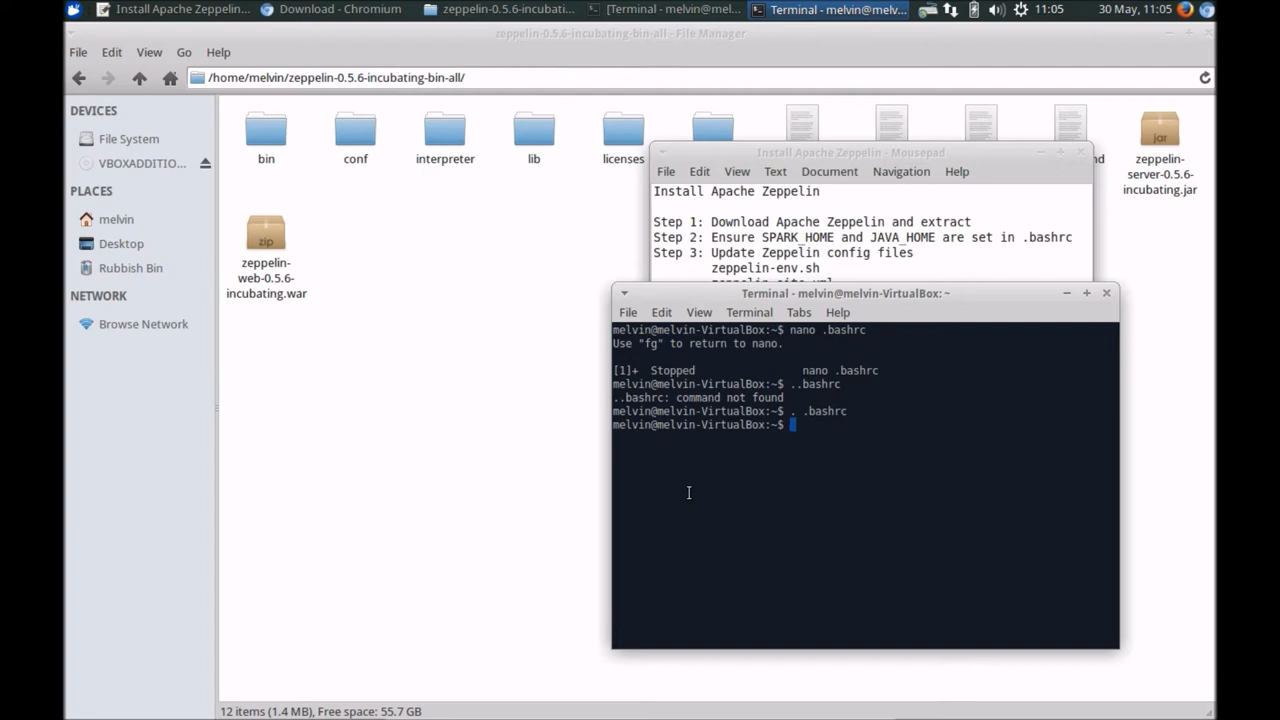 Install Apache Zeppelin...
Download - Chromium
zeppelin-0.5.6-incubati...
[Terminal - melvin@mel...
Terminal - melvin@melv...
11:05
30 May, 11:05
zeppelin-0.5.6-incubating-bin-all - File Manager
File Edit View Go Help
/home/melvin/zeppelin-0.5.6-incubating-bin-all/
DEVICES
File System
VBOXADDITIO...
PLACES
melvin
Desktop
Rubbish Bin
NETWORK
Browse Network
bin
conf
interpreter
lib
licenses
jar
zeppelin-
server-0.5.6-
incubating.jar
zip
zeppelin-
web-0.5.6-
incubating.war
Install Apache Zeppelin - Mousepad
File Edit View Text Document Navigation Help
Install Apache Zeppelin
Step 1: Download Apache Zeppelin and extract
Step 2: Ensure SPARK_HOME and JAVA_HOME are set in .bashrc
Step 3: Update Zeppelin config files
zeppelin-env.sh
Terminal - melvin@melvin-VirtualBox: ~
File Edit View Terminal Tabs Help
melvin@melvin-VirtualBox:~$ nano .bashrc
Use "fg" to return to nano.
[1]+  Stopped                 nano .bashrc
melvin@melvin-VirtualBox:~$ ..bashrc
..bashrc: command not found
melvin@melvin-VirtualBox:~$ . .bashrc
melvin@melvin-VirtualBox:~$
12 items (1.4 MB), Free space: 55.7 GB